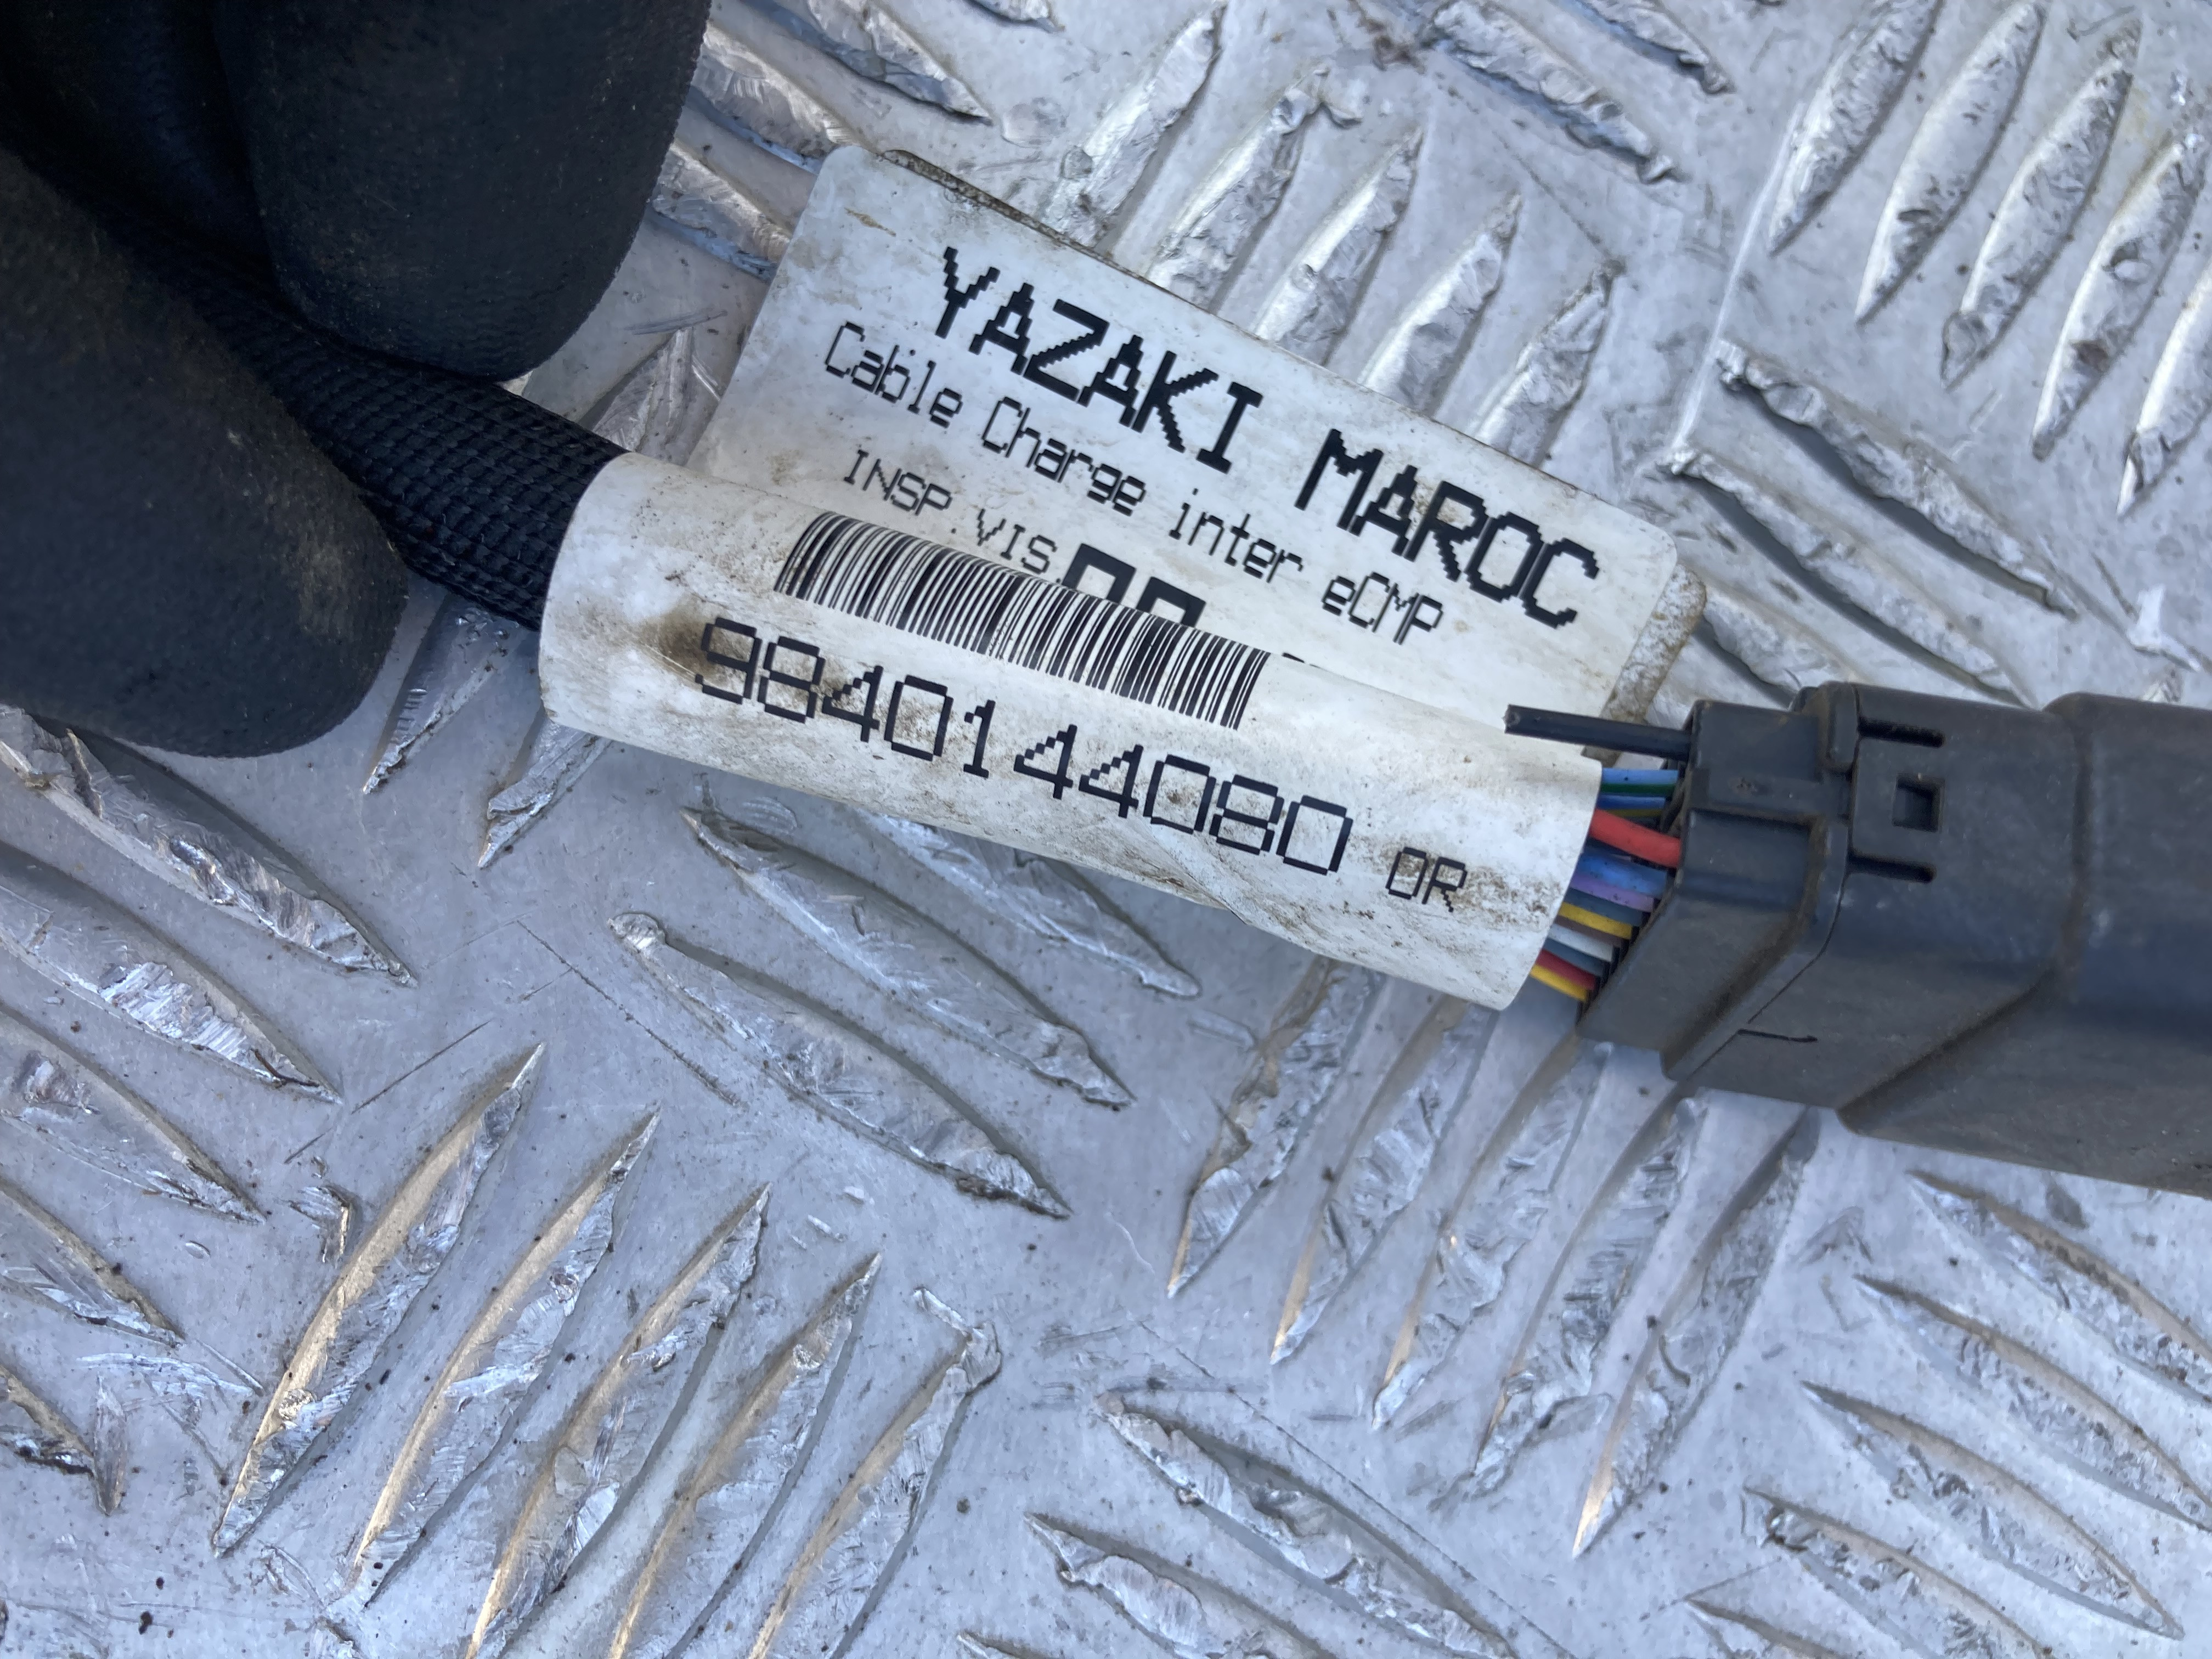 YAZAKI MAROC
Cable Charge inter eCMP
INSP.VIS.
9840144080 OR